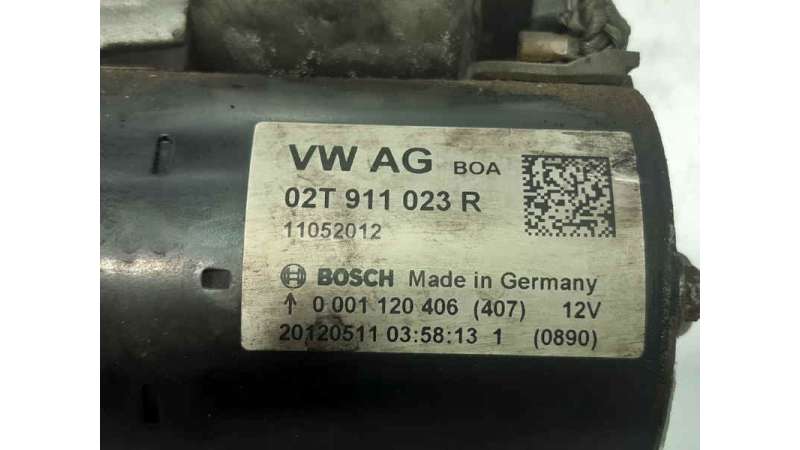 VW AG BOA
02T 911 023 R
11052012
BOSCH Made in Germany
↑ 0 001 120 406 (407) 12V
20120511 03:58:13 1 (0890)